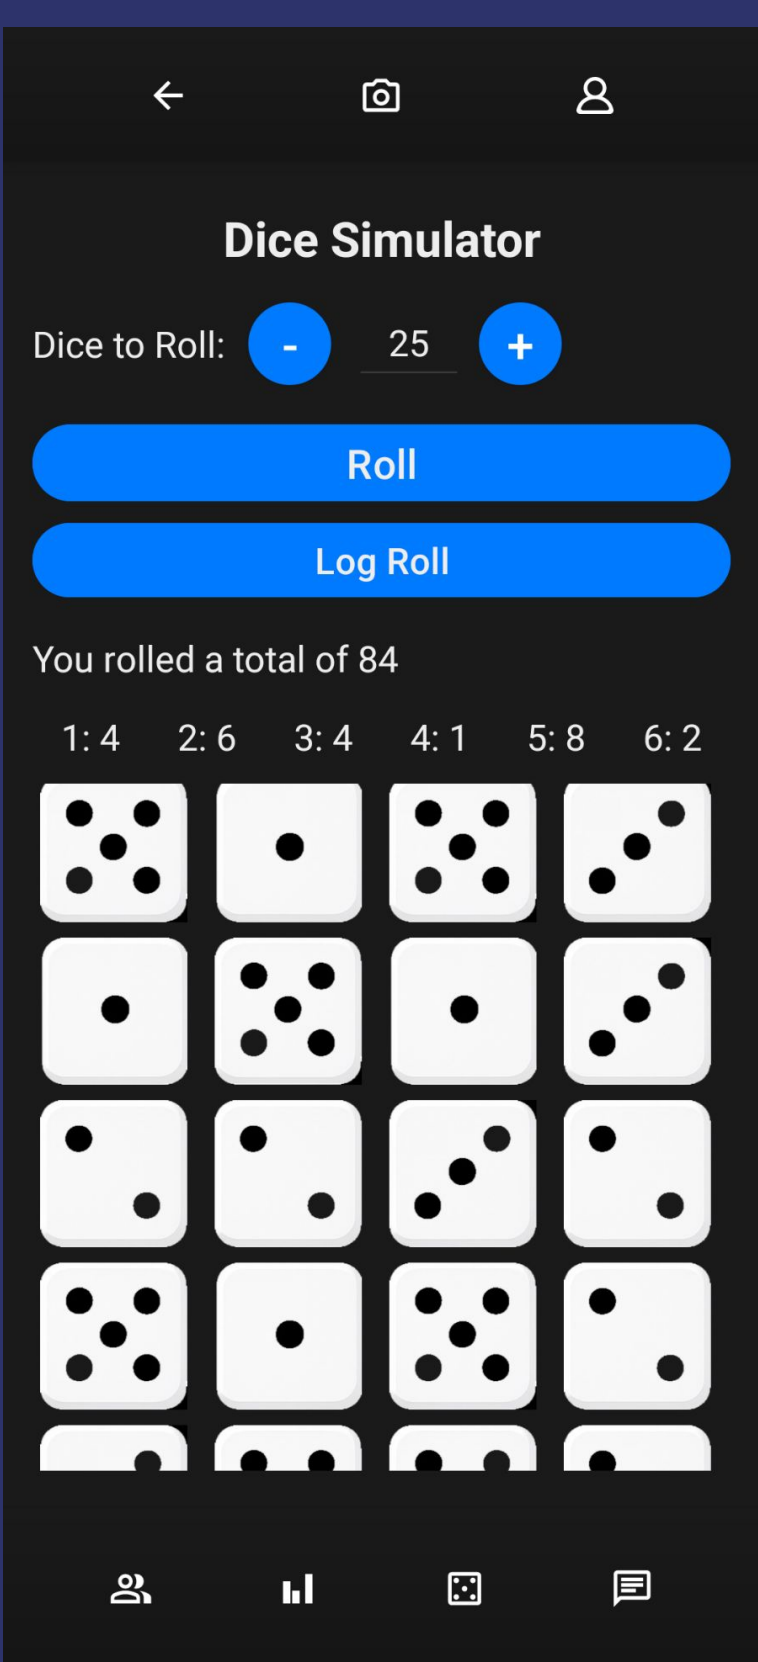 Dice Simulator
Dice to Roll: - 25 +
Roll
Log Roll
You rolled a total of 84
1: 4 2: 6 3: 4 4: 1 5: 8 6: 2